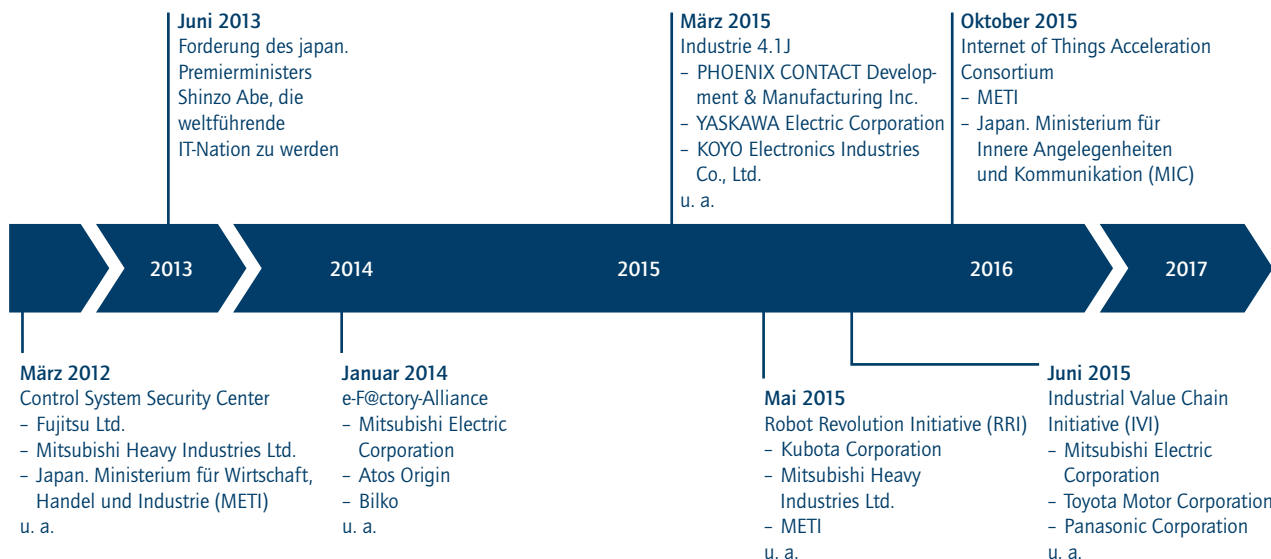 Juni 2013
Forderung des japan.
Premierministers
Shinzo Abe, die
weltführende
IT-Nation zu werden
März 2015
Industrie 4.1J
– PHOENIX CONTACT Develop-
ment & Manufacturing Inc.
– YASKAWA Electric Corporation
– KOYO Electronics Industries
Co., Ltd.
u. a.
Oktober 2015
Internet of Things Acceleration
Consortium
– METI
– Japan. Ministerium für
Innere Angelegenheiten
und Kommunikation (MIC)
2013 2014 2015 2016 2017
März 2012
Control System Security Center
– Fujitsu Ltd.
– Mitsubishi Heavy Industries Ltd.
– Japan. Ministerium für Wirtschaft,
Handel und Industrie (METI)
u. a.
Januar 2014
e-F@ctory-Alliance
– Mitsubishi Electric
Corporation
– Atos Origin
– Bilko
u. a.
Mai 2015
Robot Revolution Initiative (RRI)
– Kubota Corporation
– Mitsubishi Heavy
Industries Ltd.
– METI
u. a.
Juni 2015
Industrial Value Chain
Initiative (IVI)
– Mitsubishi Electric
Corporation
– Toyota Motor Corporation
– Panasonic Corporation
u. a.